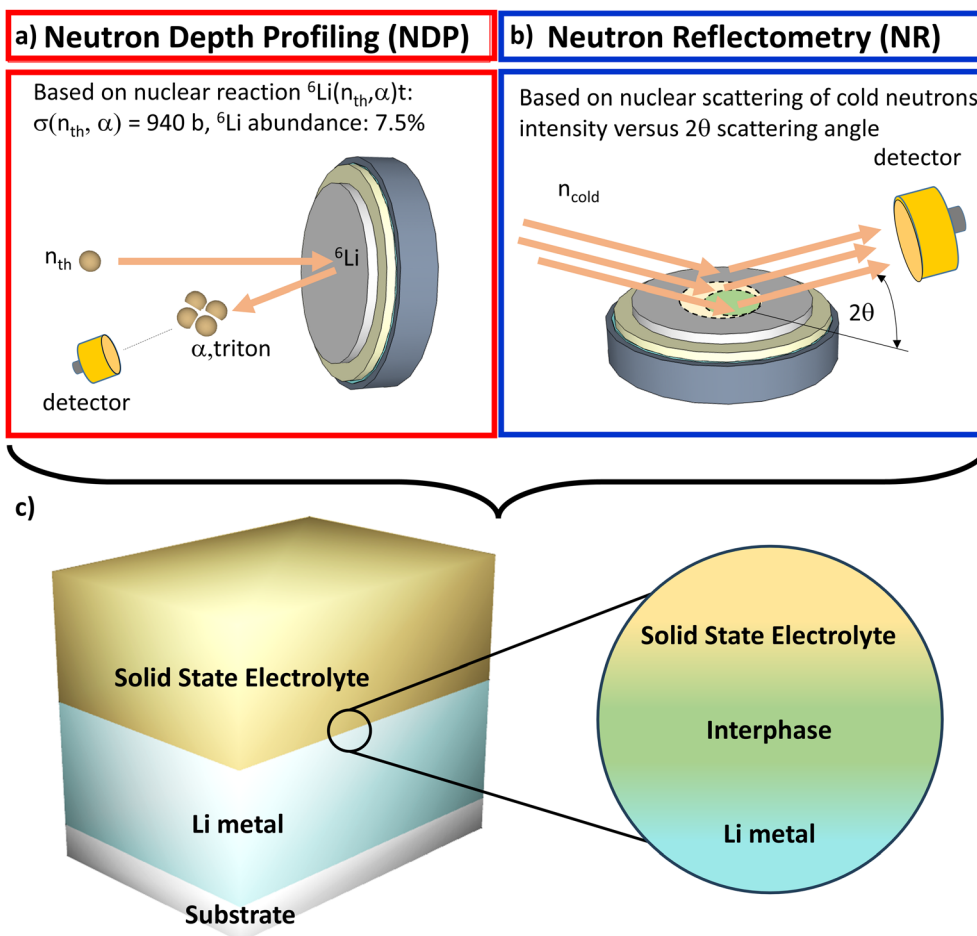 a) Neutron Depth Profiling (NDP)
Based on nuclear reaction ⁶Li(nth,α)t:
σ(nth, α) = 940 b, ⁶Li abundance: 7.5%
nth
⁶Li
α,triton
detector
b) Neutron Reflectometry (NR)
Based on nuclear scattering of cold neutrons
intensity versus 2θ scattering angle
detector
ncold
2θ
c)
Solid State Electrolyte
Li metal
Substrate
Solid State Electrolyte
Interphase
Li metal